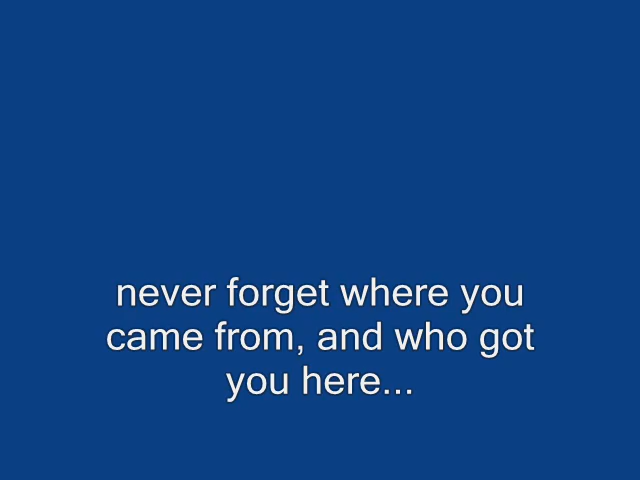 never forget where you
came from, and who got
you here...